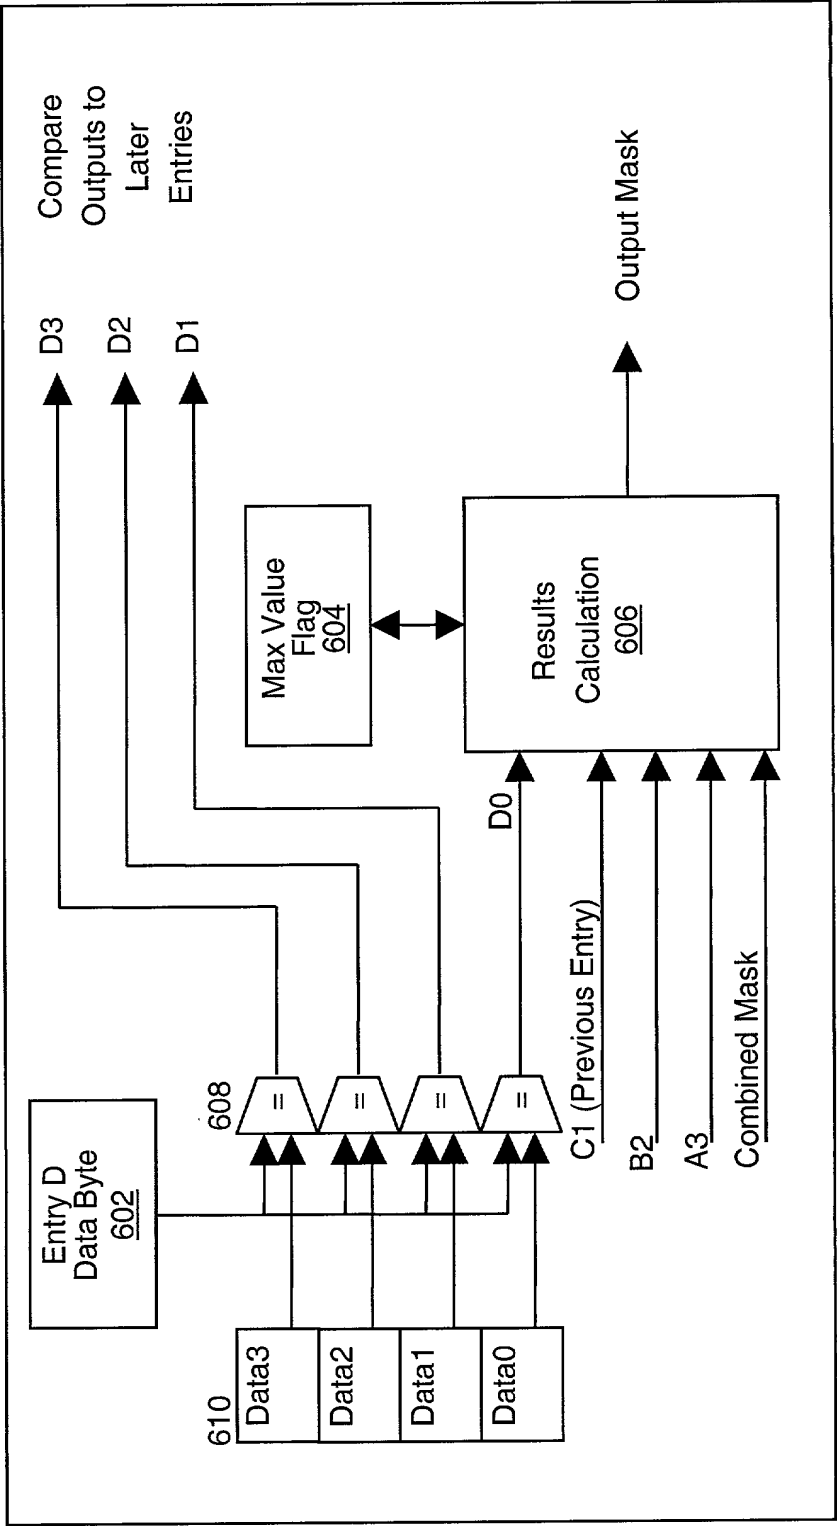 Entry D
Data Byte
602
610
Data3
Data2
Data1
Data0
608
=
=
=
=
D3
D2
D1
Compare
Outputs to
Later
Entries
Max Value
Flag
604
D0
C1 (Previous Entry)
B2
A3
Combined Mask
Results
Calculation
606
Output Mask